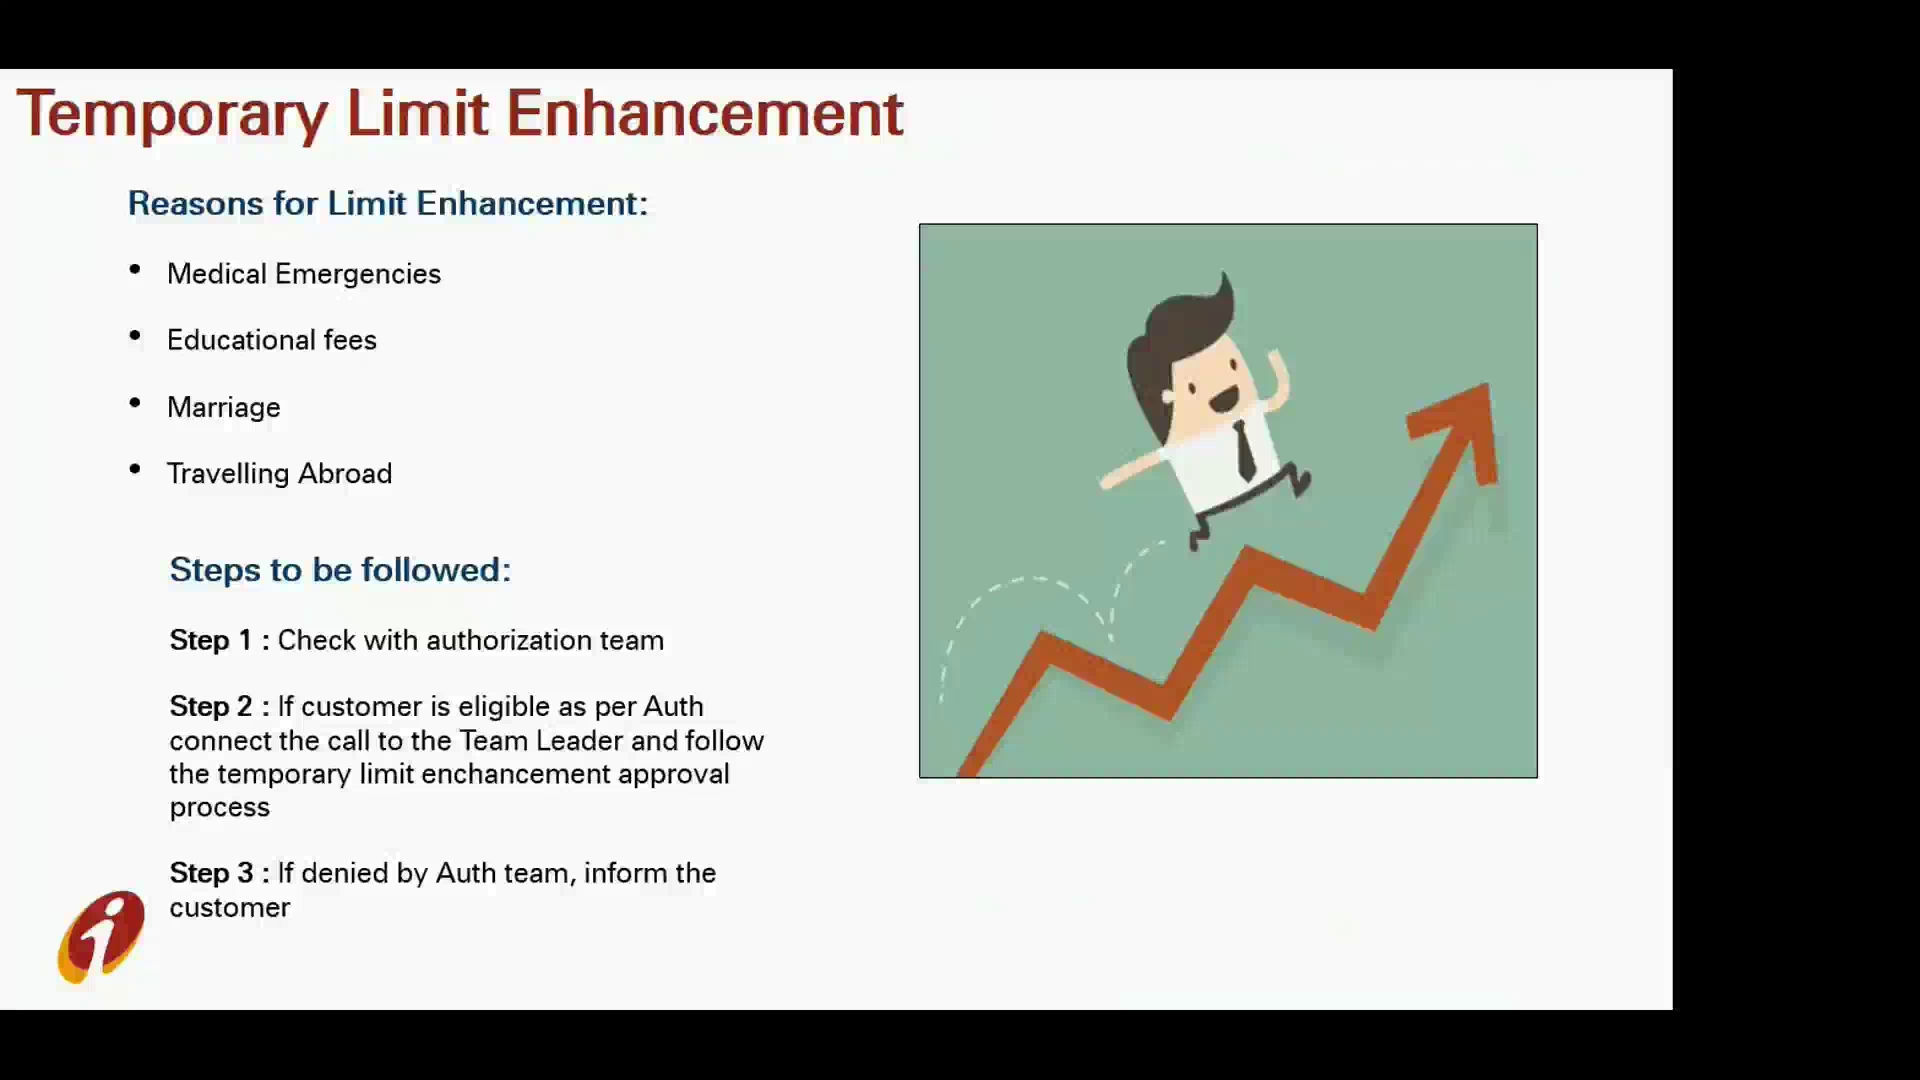 Temporary Limit Enhancement
Reasons for Limit Enhancement:
• Medical Emergencies
• Educational fees
• Marriage
• Travelling Abroad
Steps to be followed:
Step 1 : Check with authorization team
Step 2 : If customer is eligible as per Auth
connect the call to the Team Leader and follow
the temporary limit enchancement approval
process
Step 3 : If denied by Auth team, inform the
customer